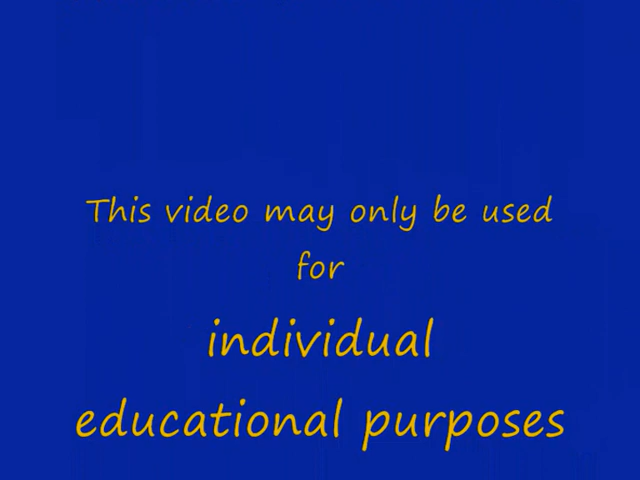 This video may only be used
for
individual
educational purposes